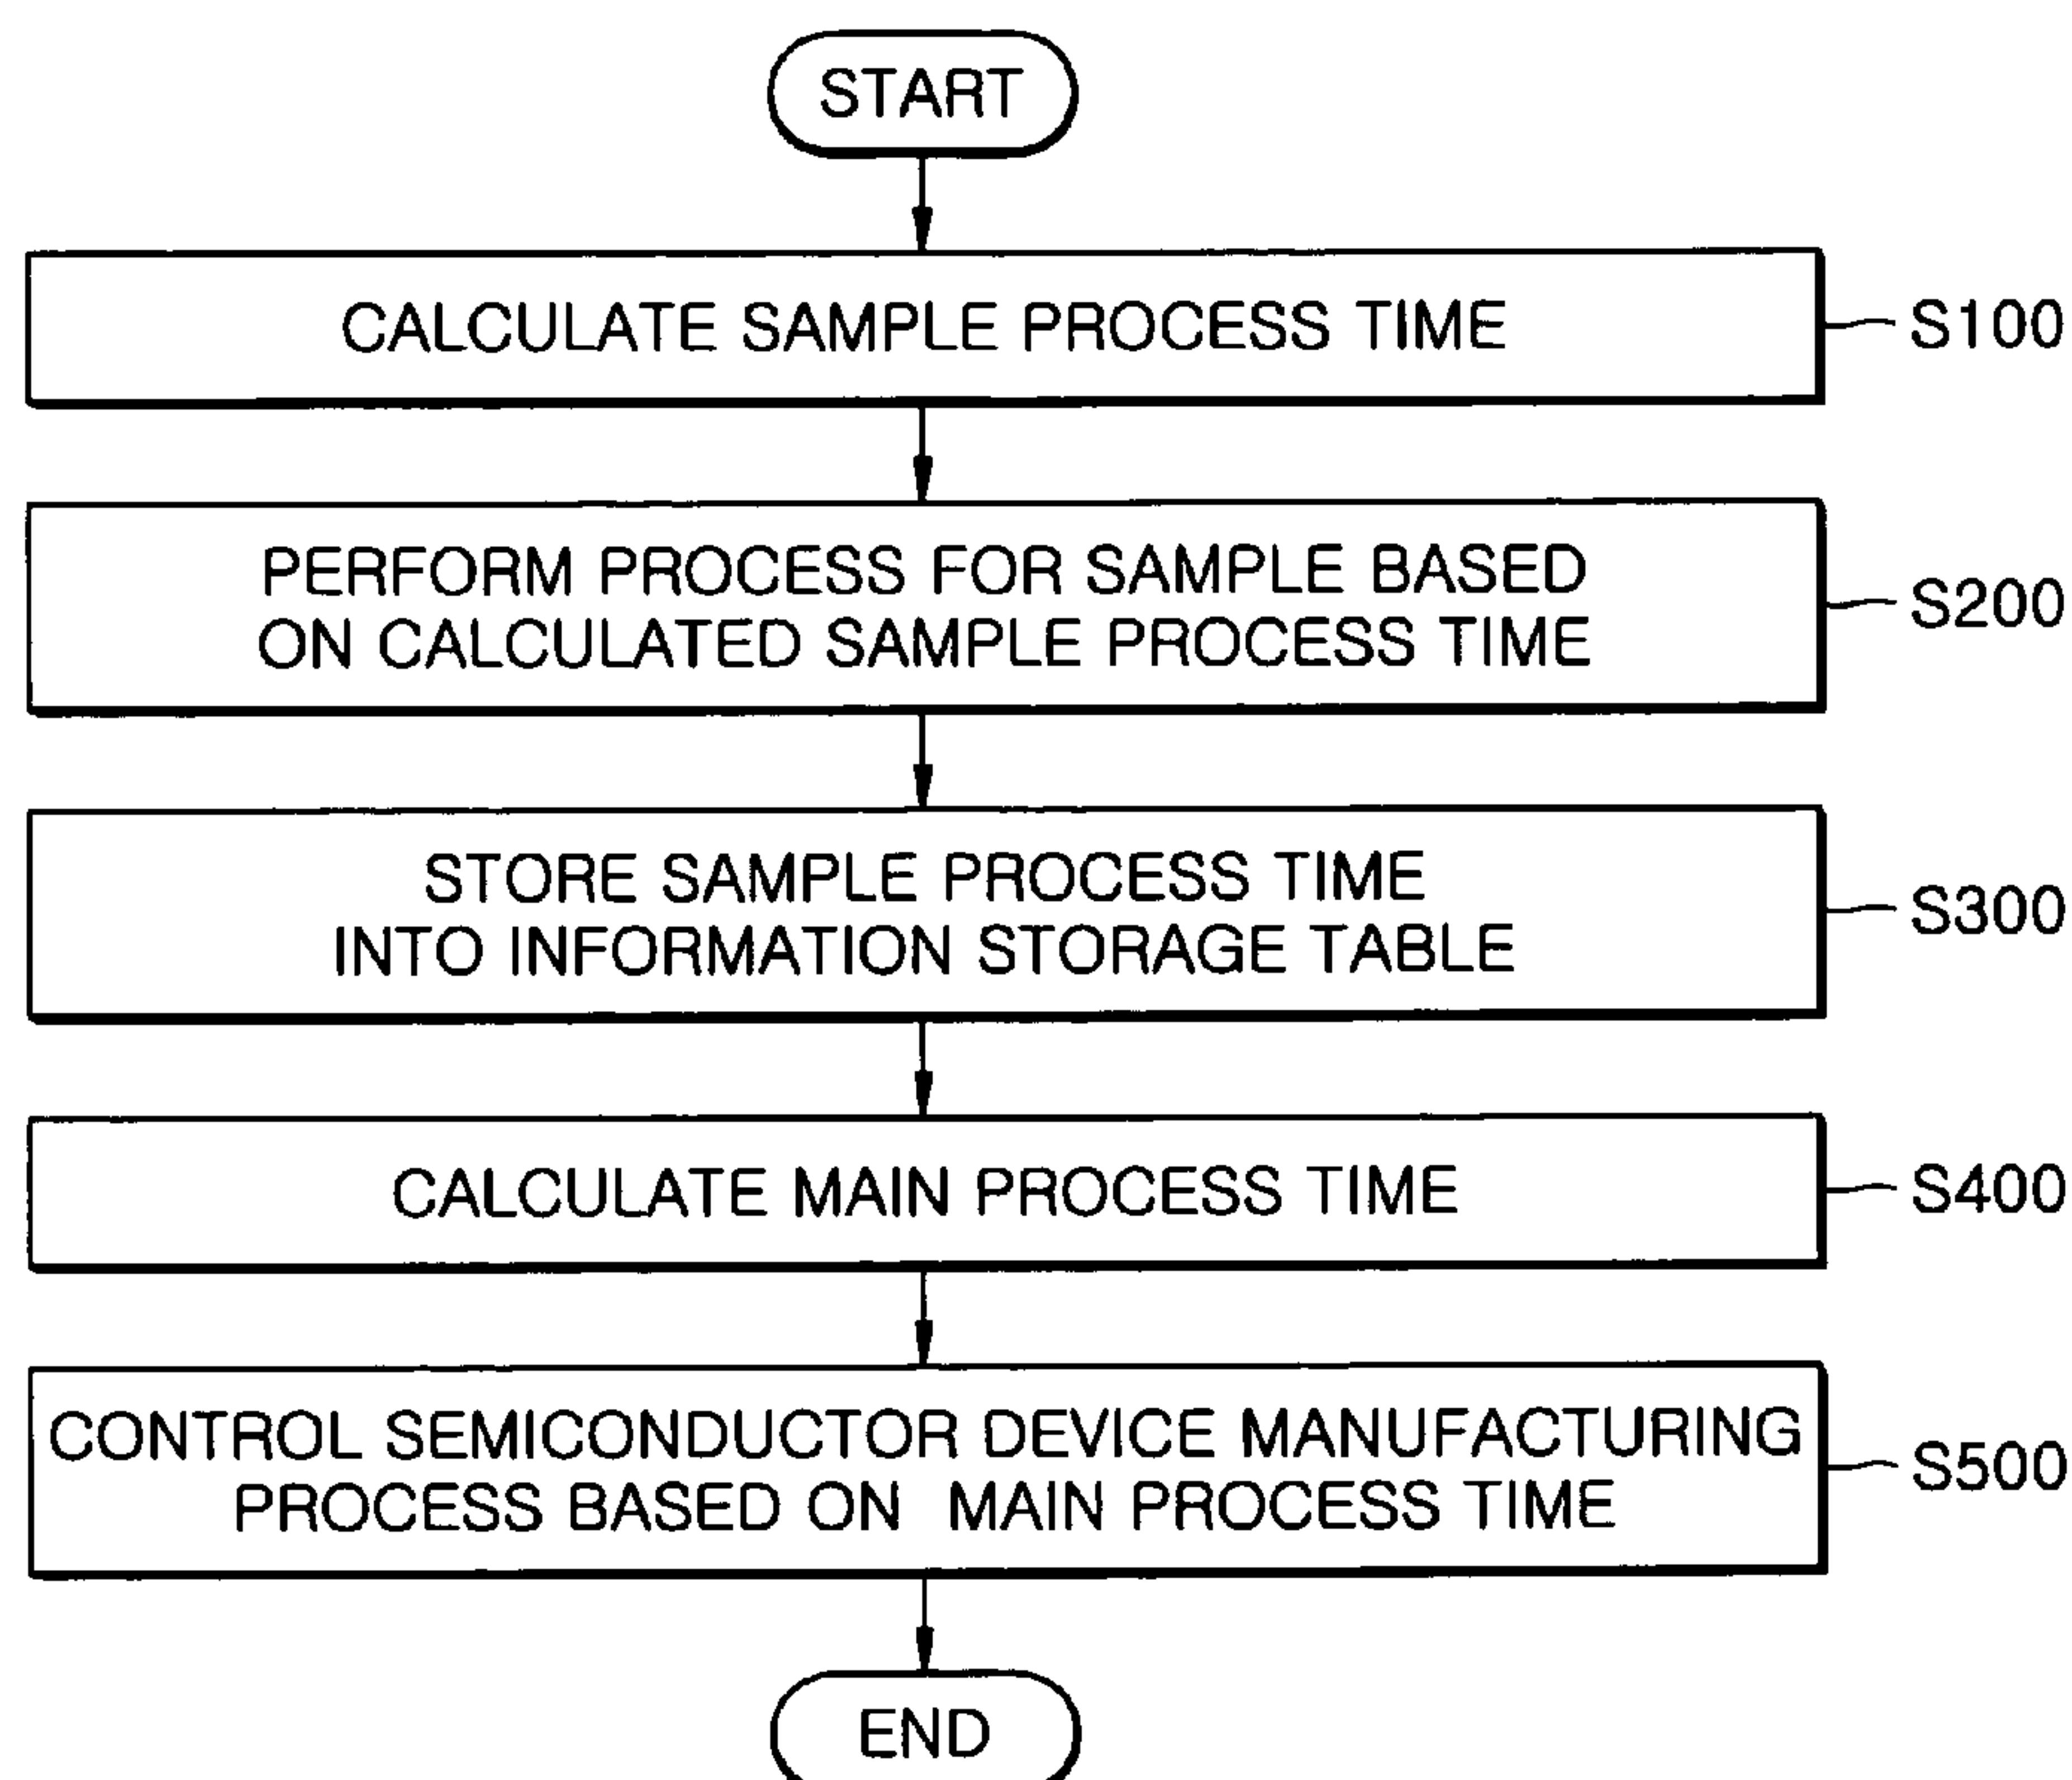 START
CALCULATE SAMPLE PROCESS TIME
S100
PERFORM PROCESS FOR SAMPLE BASED
ON CALCULATED SAMPLE PROCESS TIME
S200
STORE SAMPLE PROCESS TIME
INTO INFORMATION STORAGE TABLE
S300
CALCULATE MAIN PROCESS TIME
S400
CONTROL SEMICONDUCTOR DEVICE MANUFACTURING
PROCESS BASED ON MAIN PROCESS TIME
S500
END